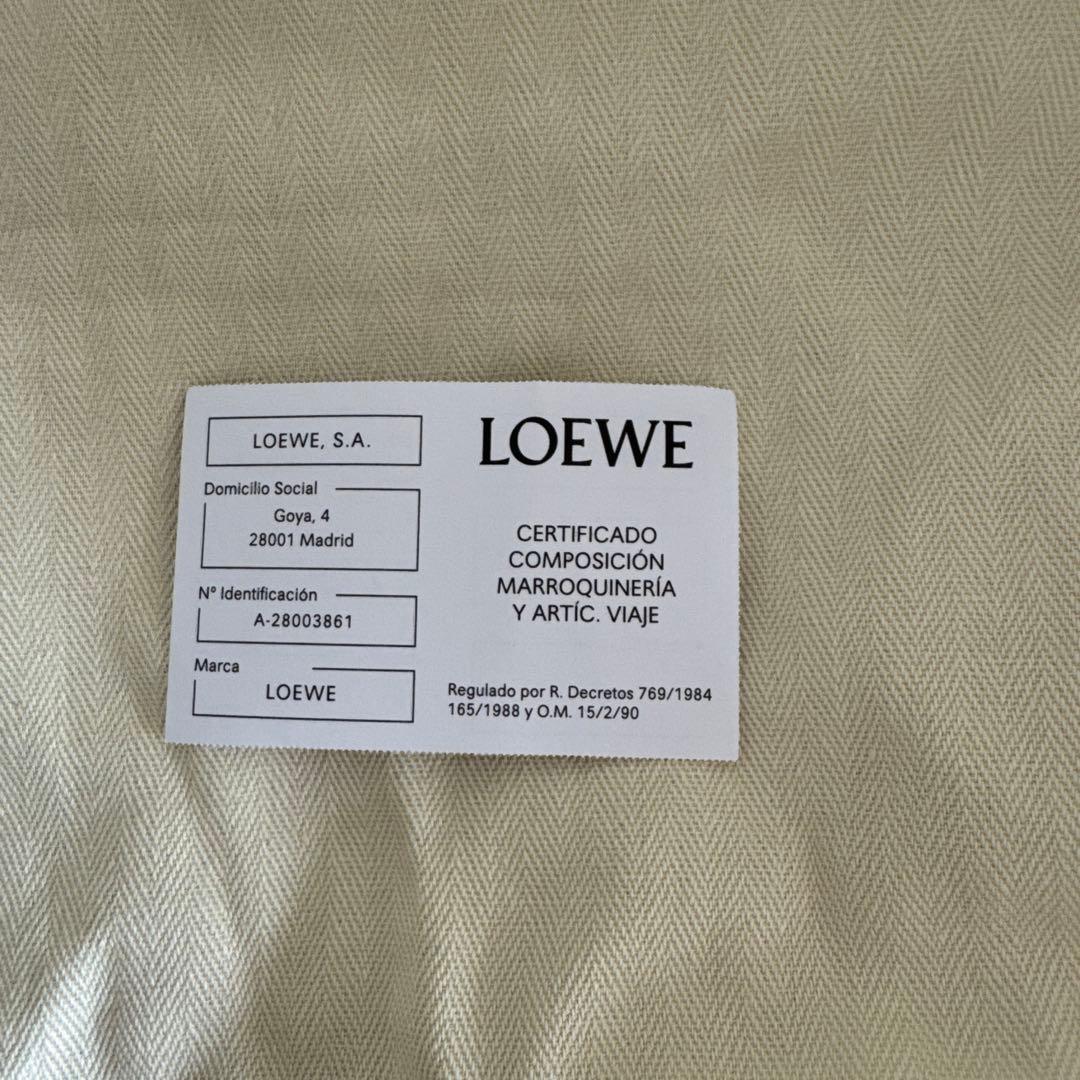 LOEWE, S.A.
Domicilio Social
Goya, 4
28001 Madrid
Nº Identificación
A-28003861
Marca
LOEWE
LOEWE
CERTIFICADO
COMPOSICIÓN
MARROQUINERÍA
Y ARTÍC. VIAJE
Regulado por R. Decretos 769/1984
165/1988 y O.M. 15/2/90